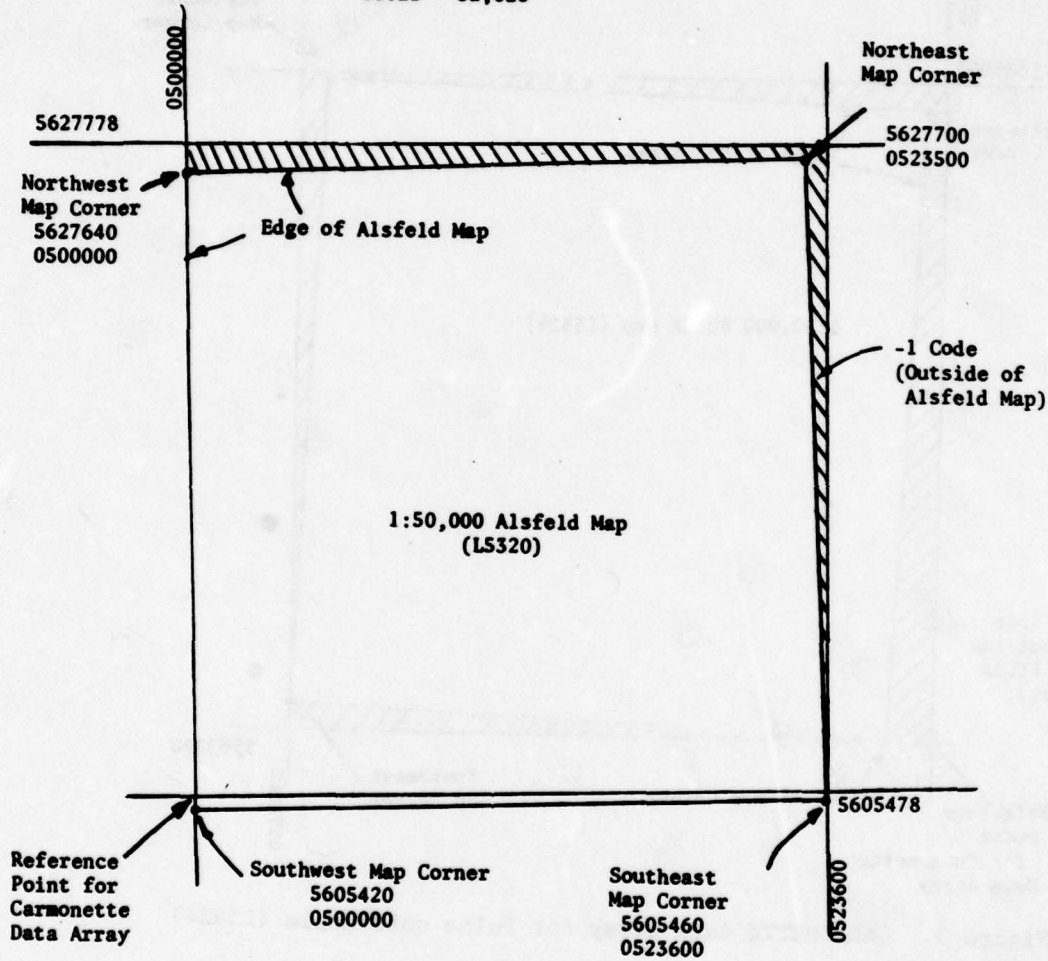 0500000
Northeast
Map Corner
5627778
5627700
0523500
Northwest
Map Corner
5627640
0500000
Edge of Alsfeld Map
-1 Code
(Outside of
Alsfeld Map)
1:50,000 Alsfeld Map
(L5320)
5605478
Reference
Point for
Carmonette
Data Array
Southwest Map Corner
5605420
0500000
Southeast
Map Corner
5605460
0523600
0523600